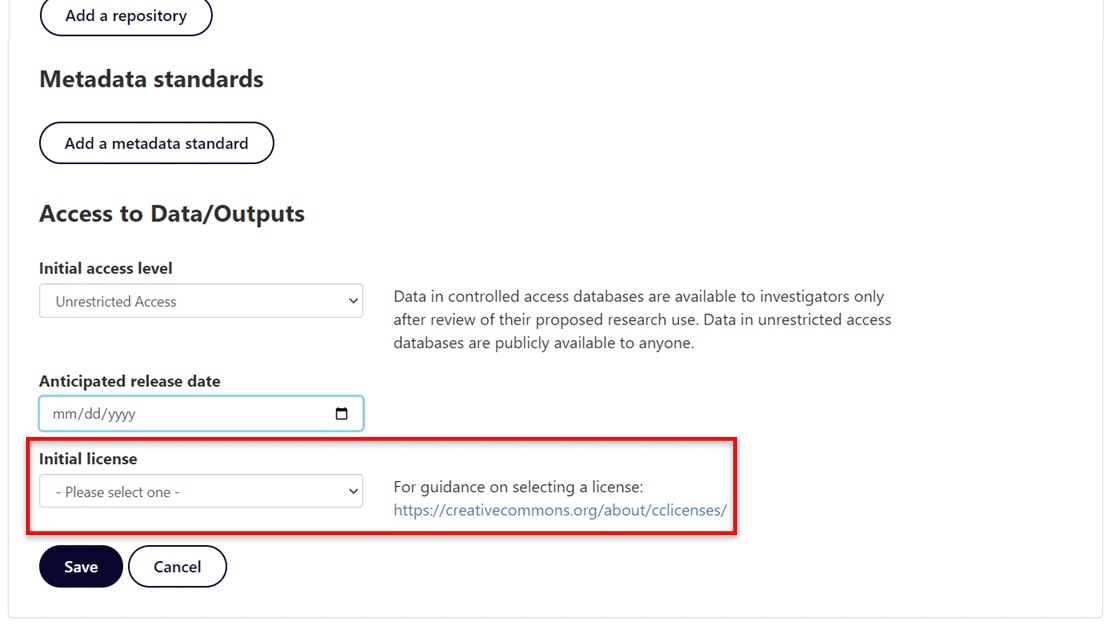 Add a repository
Metadata standards
Add a metadata standard
Access to Data/Outputs
Initial access level
Unrestricted Access
Data in controlled access databases are available to investigators only
after review of their proposed research use. Data in unrestricted access
databases are publicly available to anyone.
Anticipated release date
mm/dd/yyyy
Initial license
- Please select one -
For guidance on selecting a license:
https://creativecommons.org/about/cclicenses/
Save
Cancel